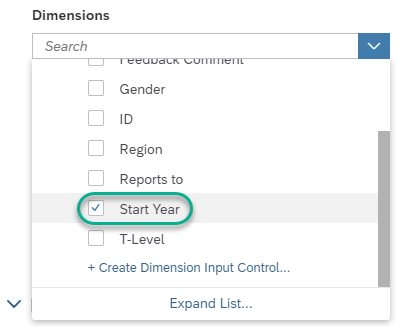 Dimensions
Search
Feedback Comment
Gender
ID
Region
Reports to
Start Year
T-Level
+ Create Dimension Input Control...
Expand List...